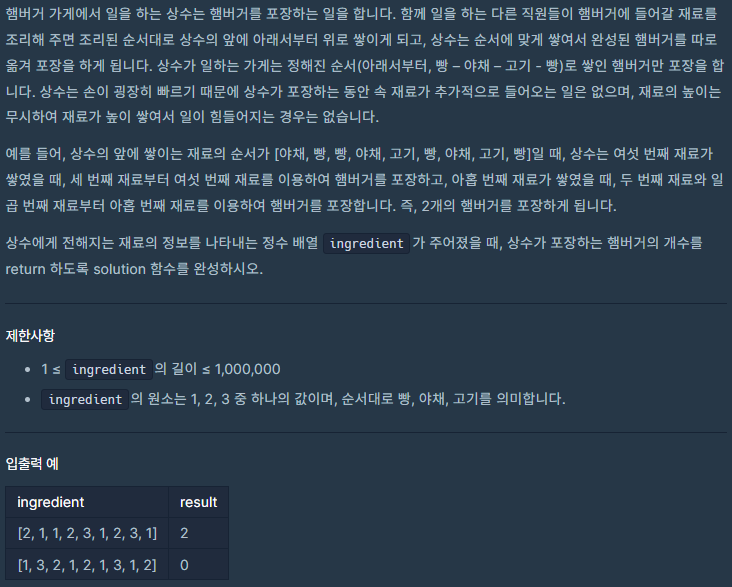 햄버거 가게에서 일을 하는 상수는 햄버거를 포장하는 일을 합니다. 함께 일을 하는 다른 직원들이 햄버거에 들어갈 재료를
조리해 주면 조리된 순서대로 상수의 앞에 아래서부터 위로 쌓이게 되고, 상수는 순서에 맞게 쌓여서 완성된 햄버거를 따로
옮겨 포장을 하게 됩니다. 상수가 일하는 가게는 정해진 순서(아래서부터, 빵 – 야채 – 고기 - 빵)로 쌓인 햄버거만 포장을 합
니다. 상수는 손이 굉장히 빠르기 때문에 상수가 포장하는 동안 속 재료가 추가적으로 들어오는 일은 없으며, 재료의 높이는
무시하여 재료가 높이 쌓여서 일이 힘들어지는 경우는 없습니다.
예를 들어, 상수의 앞에 쌓이는 재료의 순서가 [야채, 빵, 빵, 야채, 고기, 빵, 야채, 고기, 빵]일 때, 상수는 여섯 번째 재료가
쌓였을 때, 세 번째 재료부터 여섯 번째 재료를 이용하여 햄버거를 포장하고, 아홉 번째 재료가 쌓였을 때, 두 번째 재료와 일
곱 번째 재료부터 아홉 번째 재료를 이용하여 햄버거를 포장합니다. 즉, 2개의 햄버거를 포장하게 됩니다.
상수에게 전해지는 재료의 정보를 나타내는 정수 배열 ingredient 가 주어졌을 때, 상수가 포장하는 햄버거의 개수를
return 하도록 solution 함수를 완성하시오.
제한사항
• 1 ≤ ingredient 의 길이 ≤ 1,000,000
• ingredient 의 원소는 1, 2, 3 중 하나의 값이며, 순서대로 빵, 야채, 고기를 의미합니다.
입출력 예
ingredient result
[2, 1, 1, 2, 3, 1, 2, 3, 1] 2
[1, 3, 2, 1, 2, 1, 3, 1, 2] 0